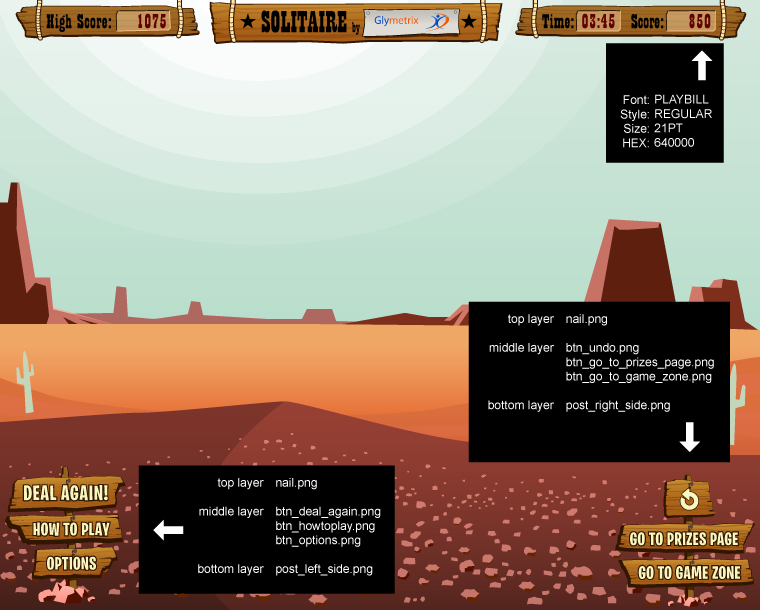 High Score: 1075
SOLITAIRE by Glymetrix
Time: 03:45 Score: 850
Font: PLAYBILL
Style: REGULAR
Size: 21PT
HEX: 640000
top layer nail.png
middle layer btn_undo.png
btn_go_to_prizes_page.png
btn_go_to_game_zone.png
bottom layer post_right_side.png
top layer nail.png
middle layer btn_deal_again.png
btn_howtoplay.png
btn_options.png
bottom layer post_left_side.png
DEAL AGAIN!
HOW TO PLAY
OPTIONS
GO TO PRIZES PAGE
GO TO GAME ZONE